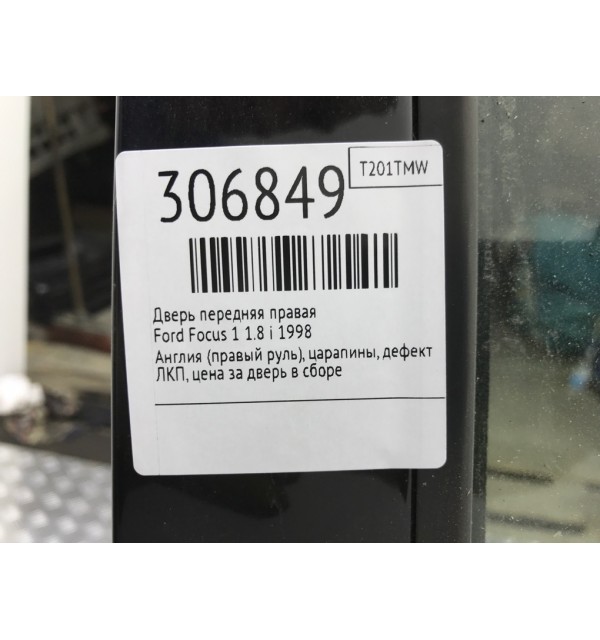 306849
T201TMW
Дверь передняя правая
Ford Focus 1 1.8 i 1998
Англия (правый руль), царапины, дефект
ЛКП, цена за дверь в сборе